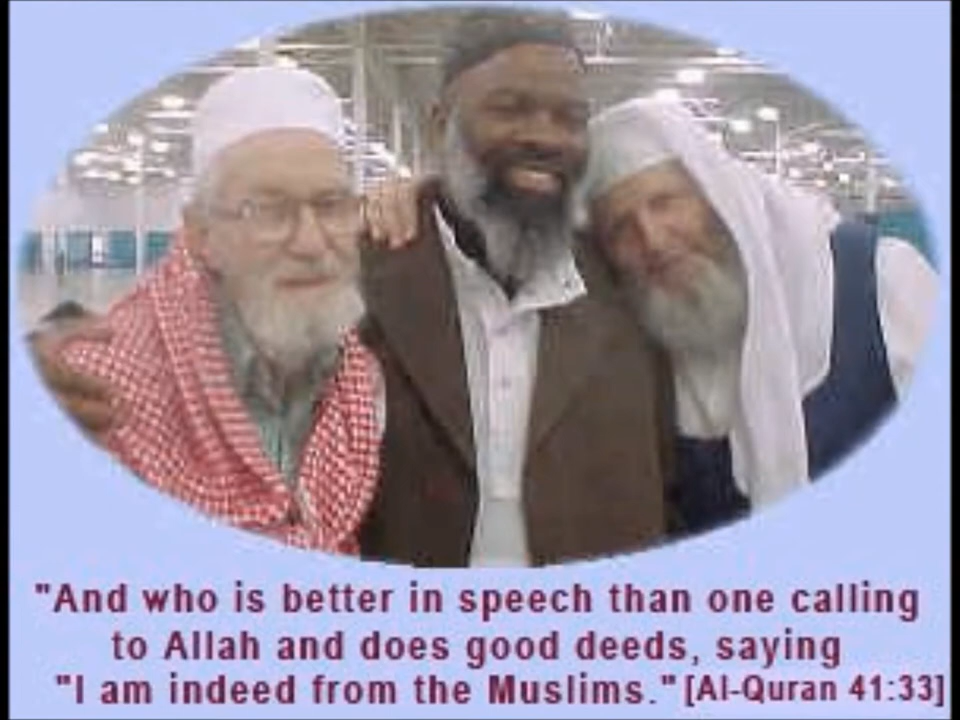 "And who is better in speech than one calling
to Allah and does good deeds, saying
"I am indeed from the Muslims." [Al-Quran 41:33]